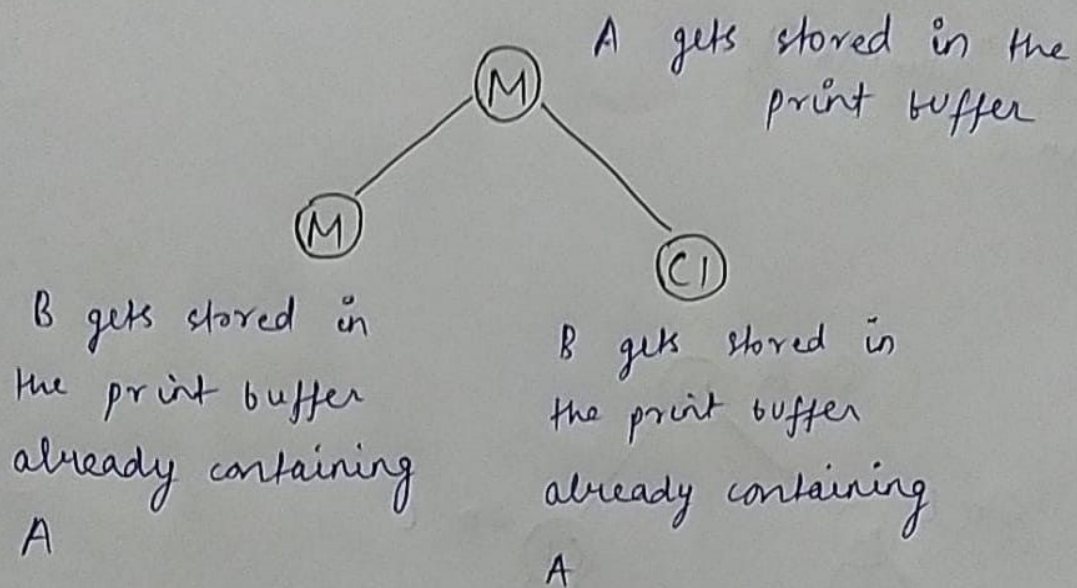 A gets stored in the
print buffer
M
M
C1
B gets stored in
the print buffer
already containing
A
B gets stored in
the print buffer
already containing
A